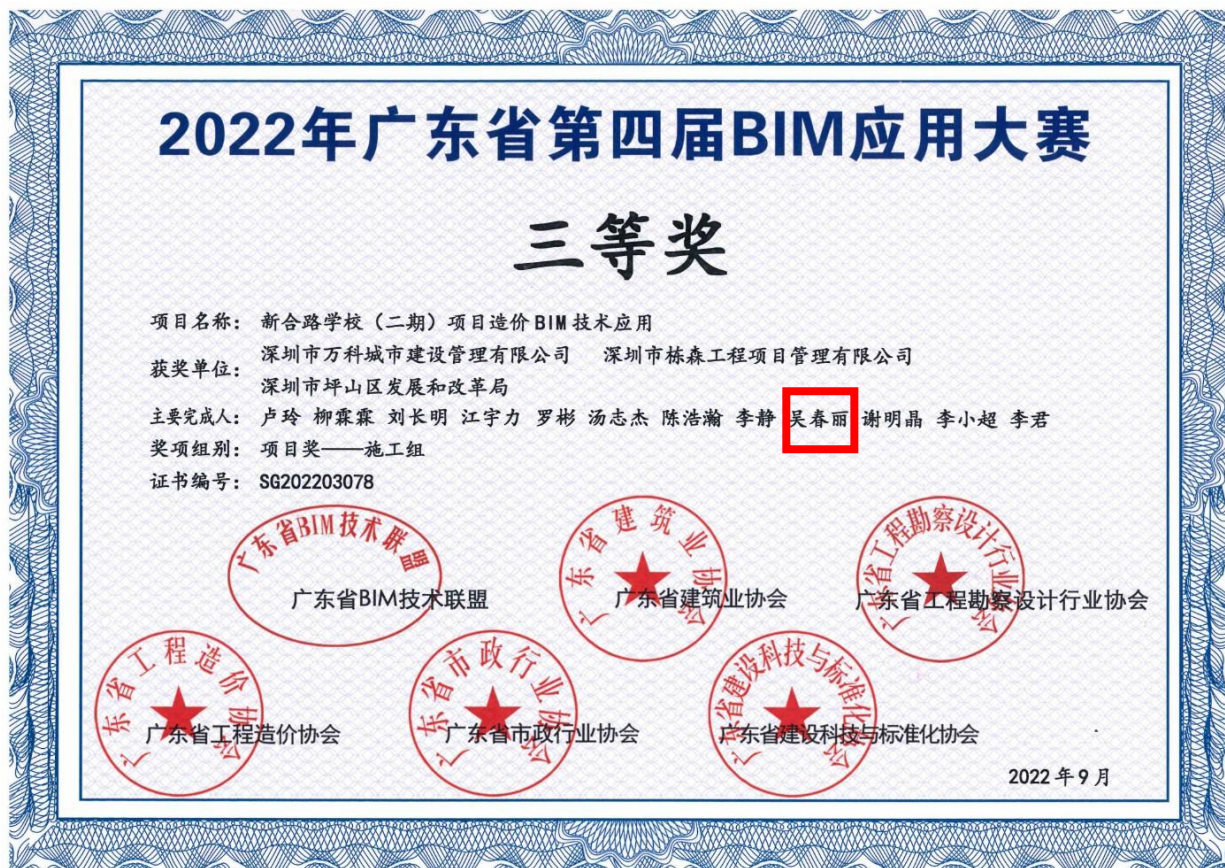 2022年广东省第四届BIM应用大赛
三等奖
项目名称： 新合路学校（二期）项目造价BIM技术应用
获奖单位： 深圳市万科城市建设管理有限公司 深圳市栋森工程项目管理有限公司
深圳市坪山区发展和改革局
主要完成人： 卢玲 柳霖霖 刘长明 江宇力 罗彬 汤志杰 陈浩瀚 李静 吴春丽 谢明晶 李小超 李君
奖项组别： 项目奖——施工组
证书编号： SG202203078
广东省BIM技术联盟
广东省建筑业协会
广东省工程勘察设计行业协会
广东省BIM技术联盟 广东省建筑业协会 广东省工程勘察设计行业协会
广东省工程造价协会
广东省市政行业协会
广东省建设科技与标准化协会
广东省工程造价协会 广东省市政行业协会 广东省建设科技与标准化协会
2022年9月